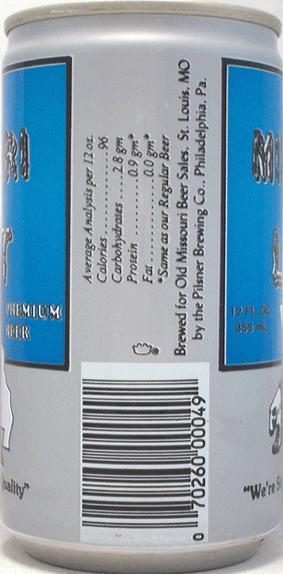 RI
PREMIUM
BEER
Quality"
Average Analysis per 12 oz.
Calories...........96
Carbohydrates....2.8 gm
Protein..........0.9 gm*
Fat..............0.0 gm*
*Same as our Regular Beer
Brewed for Old Missouri Beer Sales, St. Louis, MO
by the Pilsner Brewing Co., Philadelphia, Pa.
0 70260 00049
M
L
12 FL. OZ.
355 mL.
"We're S